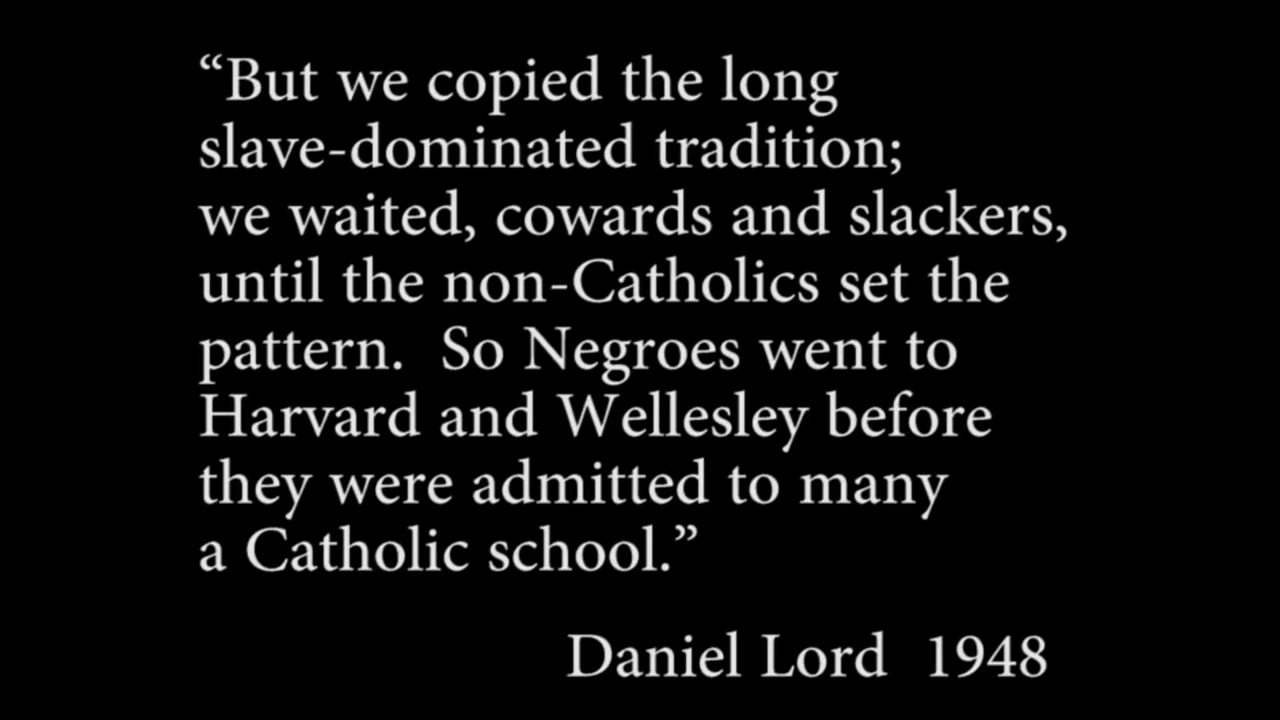 “But we copied the long
slave-dominated tradition;
we waited, cowards and slackers,
until the non-Catholics set the
pattern.  So Negroes went to
Harvard and Wellesley before
they were admitted to many
a Catholic school.”
Daniel Lord  1948